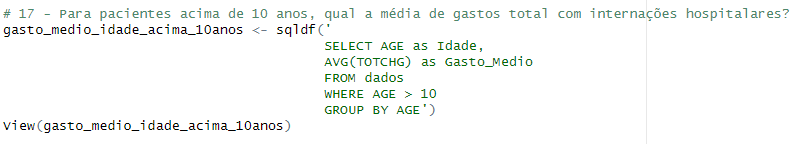 # 17 - Para pacientes acima de 10 anos, qual a média de gastos total com internações hospitalares?
gasto_medio_idade_acima_10anos <- sqldf('
SELECT AGE as Idade,
AVG(TOTCHG) as Gasto_Medio
FROM dados
WHERE AGE > 10
GROUP BY AGE')
View(gasto_medio_idade_acima_10anos)